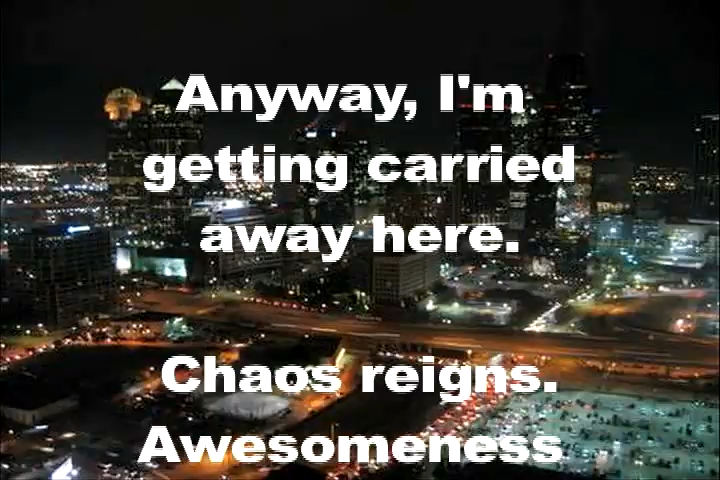 Anyway, I'm
getting carried
away here.
Chaos reigns.
Awesomeness